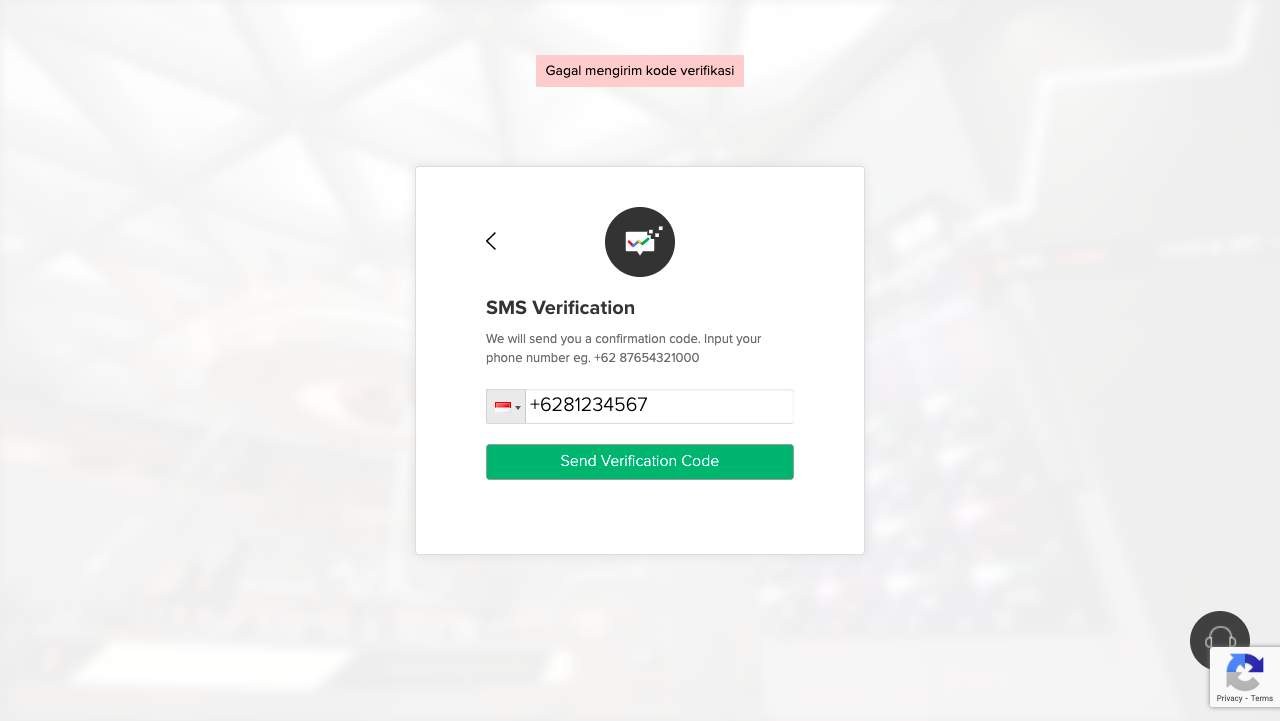 Gagal mengirim kode verifikasi
SMS Verification
We will send you a confirmation code. Input your
phone number eg. +62 87654321000
+6281234567
Send Verification Code
Privacy - Terms